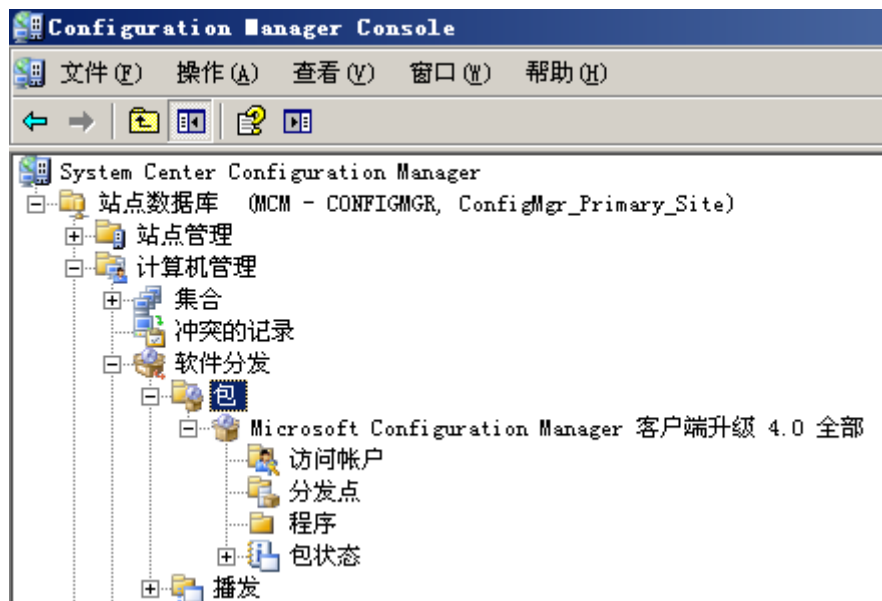 Configuration Manager Console
文件(F) 操作(A) 查看(V) 窗口(W) 帮助(H)
System Center Configuration Manager
站点数据库 (MCM - CONFIGMGR, ConfigMgr_Primary_Site)
站点管理
计算机管理
集合
冲突的记录
软件分发
包
Microsoft Configuration Manager 客户端升级 4.0 全部
访问帐户
分发点
程序
包状态
播发